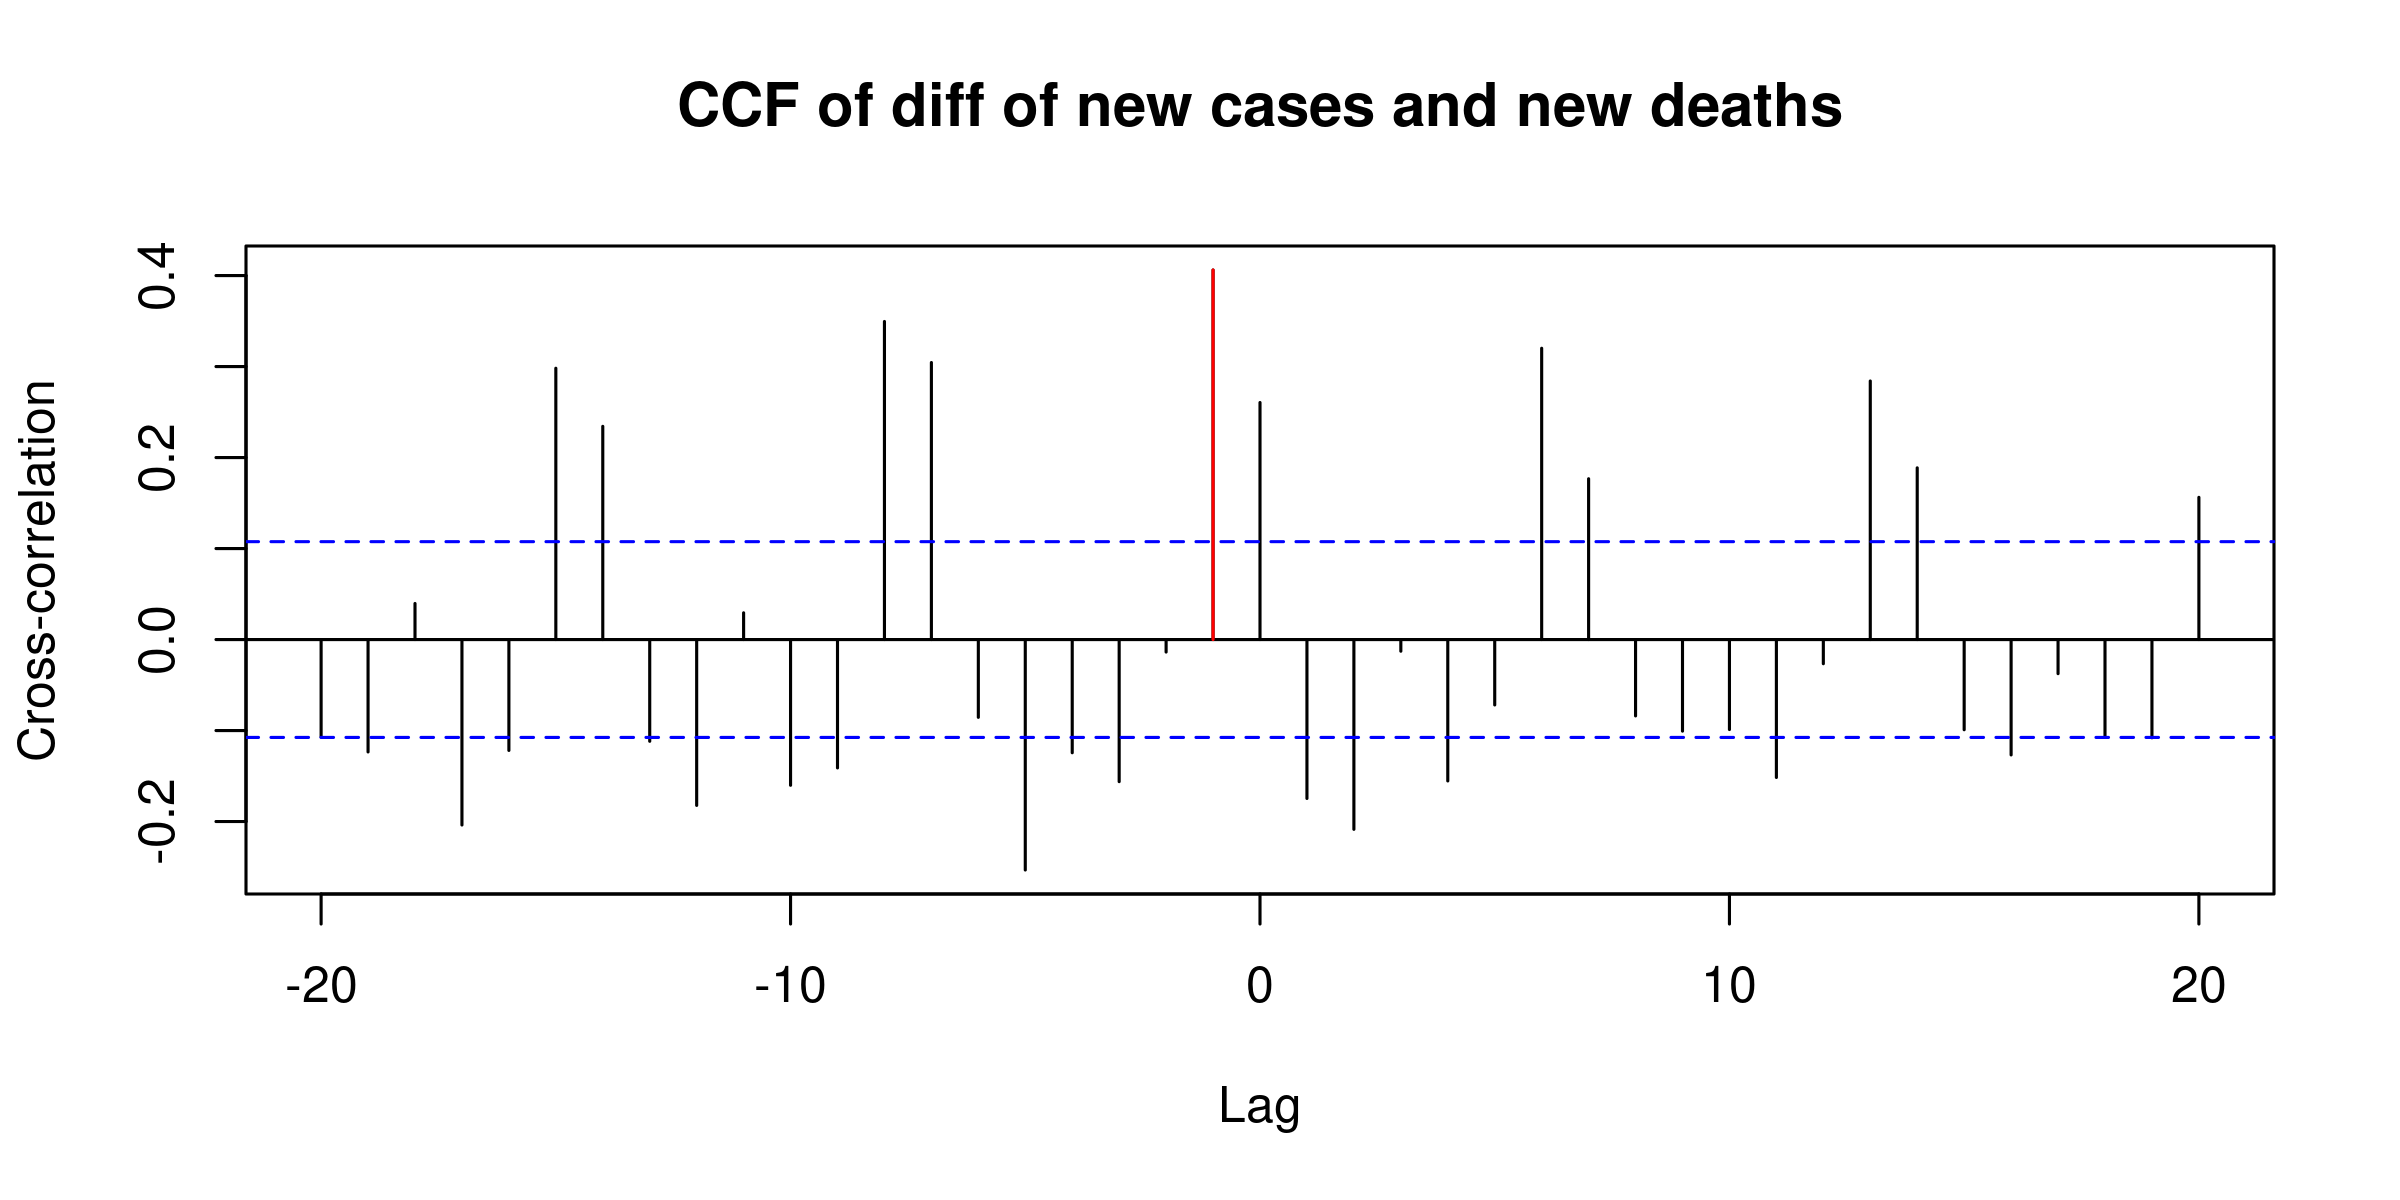 CCF of diff of new cases and new deaths
Cross-correlation
0.4
0.2
0.0
-0.2
-20 -10 0 10 20
Lag